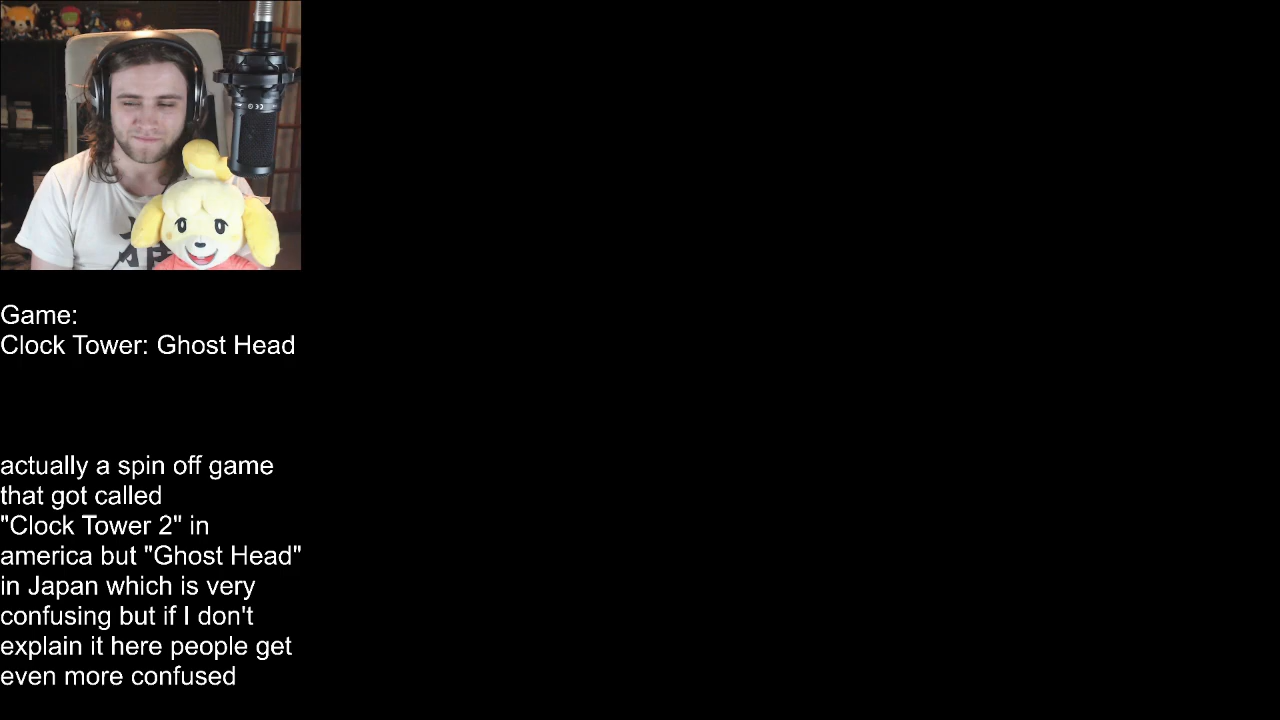 Game:
Clock Tower: Ghost Head
actually a spin off game
that got called
"Clock Tower 2" in
america but "Ghost Head"
in Japan which is very
confusing but if I don't
explain it here people get
even more confused